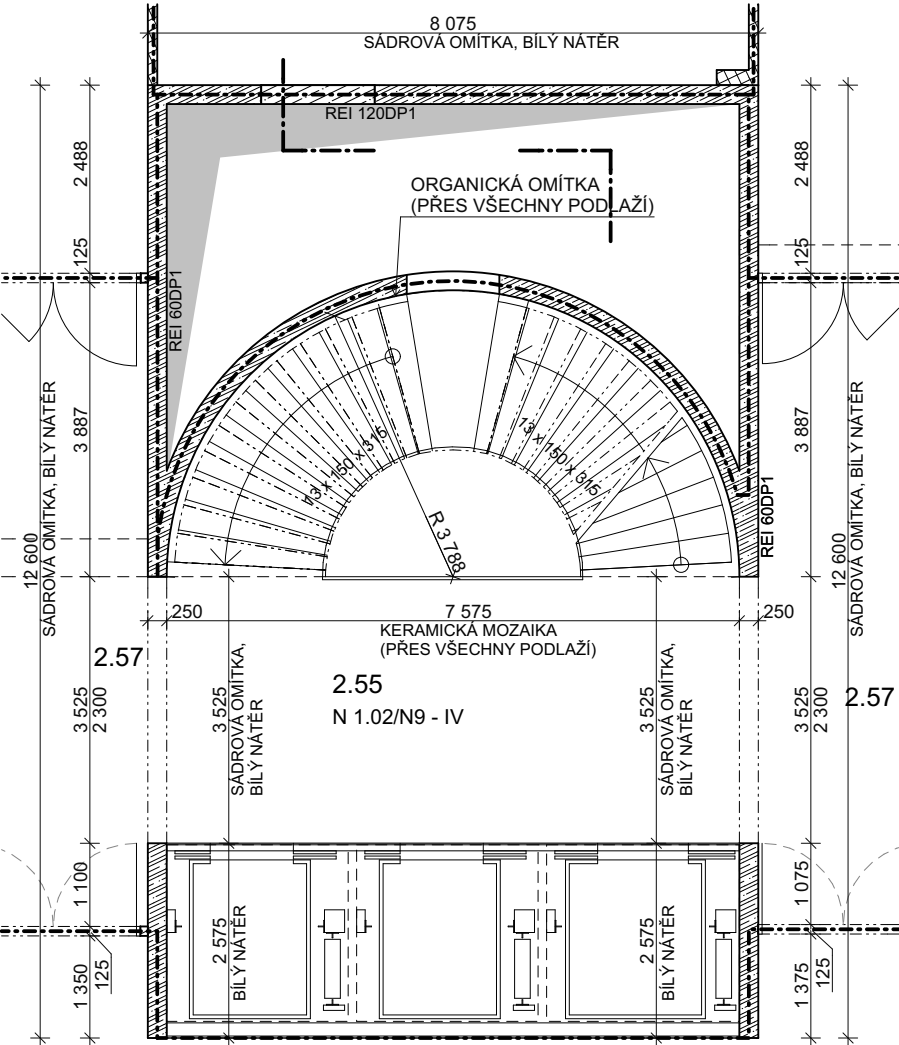 8 075
SÁDROVÁ OMÍTKA, BÍLÝ NÁTĚR
REI 120DP1
2 488
2 488
ORGANICKÁ OMÍTKA
(PŘES VŠECHNY PODLAŽÍ)
125
125
REI 60DP1
3 887
3 887
12 600
SÁDROVÁ OMÍTKA, BÍLÝ NÁTĚR
12 600
SÁDROVÁ OMÍTKA, BÍLÝ NÁTĚR
13 x 150 x 315
13 x 150 x 315
R 3 788
REI 60DP1
250
7 575
250
KERAMICKÁ MOZAIKA
(PŘES VŠECHNY PODLAŽÍ)
2.57
2.55
N 1.02/N9 - IV
2.57
3 525
2 300
3 525
SÁDROVÁ OMÍTKA,
BÍLÝ NÁTĚR
3 525
SÁDROVÁ OMÍTKA,
BÍLÝ NÁTĚR
3 525
2 300
1 100
1 075
2 575
BÍLÝ NÁTĚR
2 575
BÍLÝ NÁTĚR
1 350
125
1 375
125